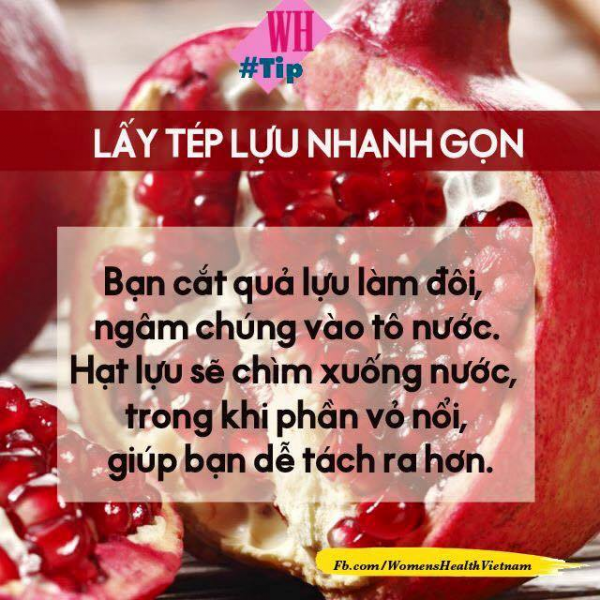 WH
#Tip
LẤY TÉP LỰU NHANH GỌN
Bạn cắt quả lựu làm đôi,
ngâm chúng vào tô nước.
Hạt lựu sẽ chìm xuống nước,
trong khi phần vỏ nổi,
giúp bạn dễ tách ra hơn.
Fb.com/WomensHealthVietnam